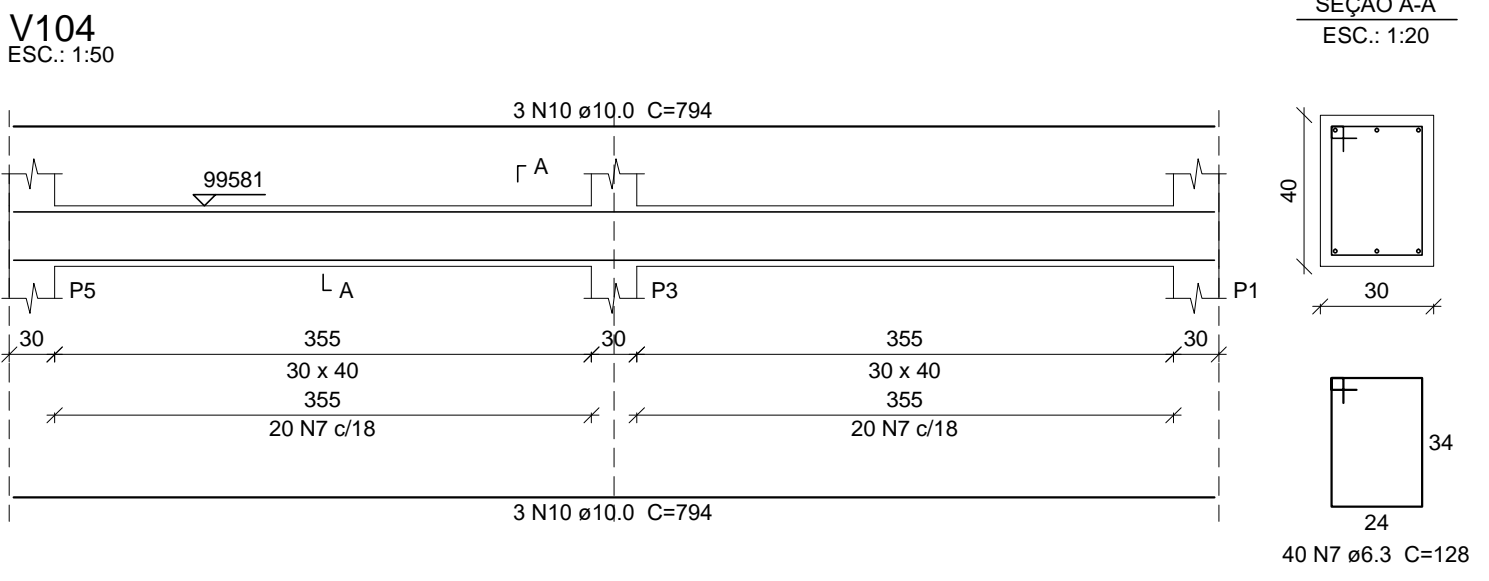 V104
ESC.: 1:50
SEÇÃO A-A
ESC.: 1:20
3 N10 ø10.0 C=794
A
99581
40
P5
A
P3
P1
30
30
355
30
355
30
30 x 40
30 x 40
355
355
20 N7 c/18
20 N7 c/18
34
3 N10 ø10.0 C=794
24
40 N7 ø6.3 C=128